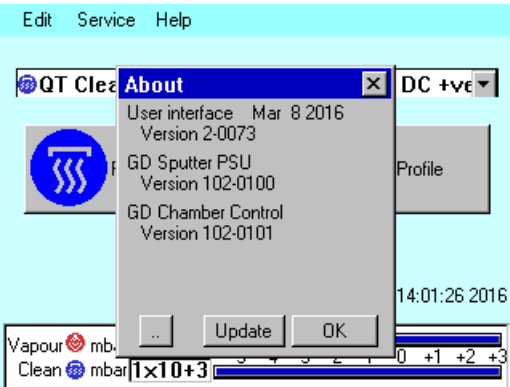 Edit Service Help
QT Clea DC +ve
About
User interface Mar 8 2016
Version 2-0073
GD Sputter PSU
Version 102-0100
GD Chamber Control
Version 102-0101
Profile
14:01:26 2016
.. Update OK
Vapour mb
Clean mbar 1x10+3
0 +1 +2 +3